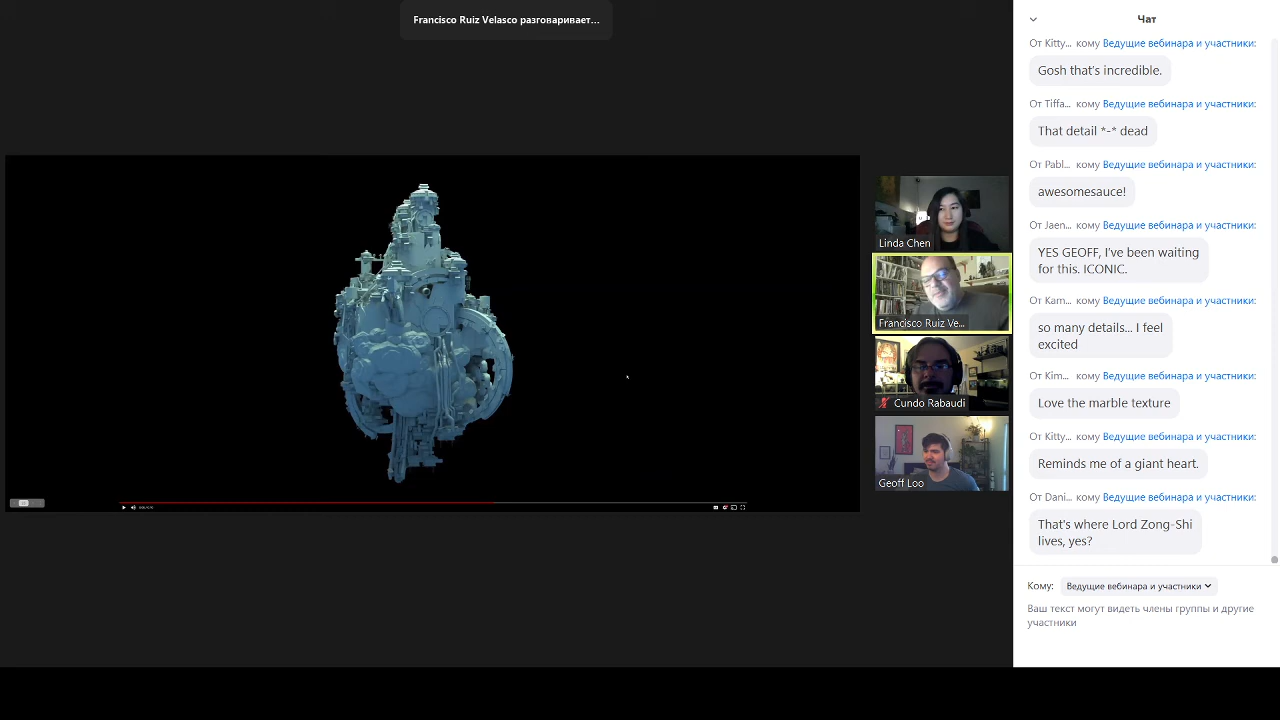 Francisco Ruiz Velasco разговаривает...
Linda Chen
Francisco Ruiz Ve...
Cundo Rabaudi
Geoff Loo
Чат
От Kitty... кому Ведущие вебинара и участники:
Gosh that's incredible.
От Tiffa... кому Ведущие вебинара и участники:
That detail *-* dead
От Pabl... кому Ведущие вебинара и участники:
awesomesauce!
От Jaen... кому Ведущие вебинара и участники:
YES GEOFF, I've been waiting
for this. ICONIC.
От Kam... кому Ведущие вебинара и участники:
so many details... I feel
excited
От Kim... кому Ведущие вебинара и участники:
Love the marble texture
От Kitty... кому Ведущие вебинара и участники:
Reminds me of a giant heart.
От Dani... кому Ведущие вебинара и участники:
That's where Lord Zong-Shi
lives, yes?
Кому: Ведущие вебинара и участники
Ваш текст могут видеть члены группы и другие
участники